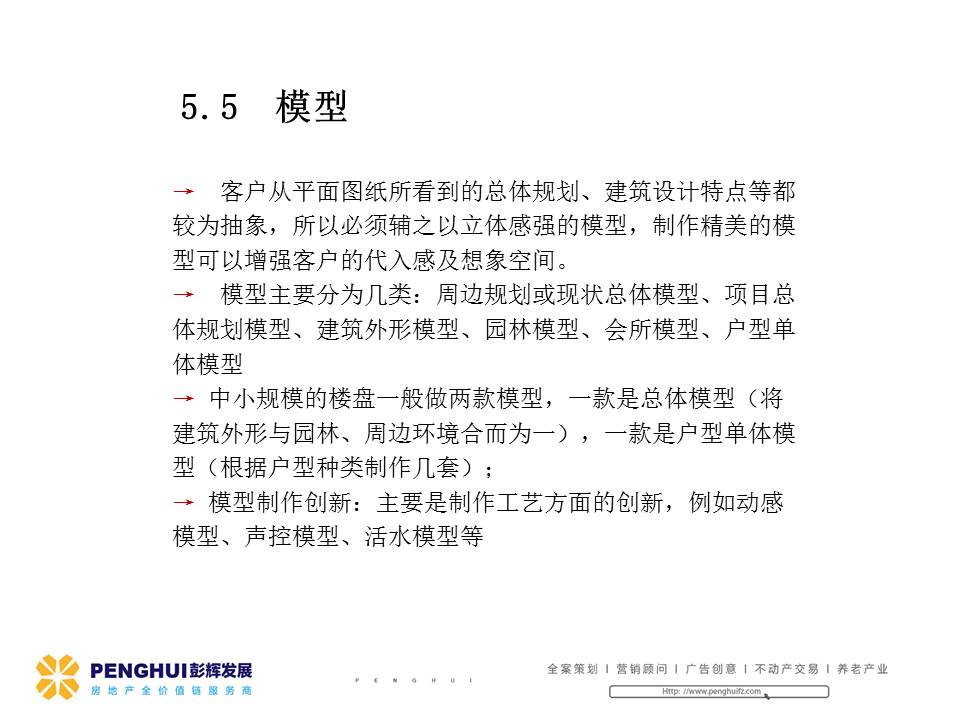 5.5 模型
→ 客户从平面图纸所看到的总体规划、建筑设计特点等都
较为抽象，所以必须辅之以立体感强的模型，制作精美的模
型可以增强客户的代入感及想象空间。
→ 模型主要分为几类：周边规划或现状总体模型、项目总
体规划模型、建筑外形模型、园林模型、会所模型、户型单
体模型
→ 中小规模的楼盘一般做两款模型，一款是总体模型（将
建筑外形与园林、周边环境合而为一），一款是户型单体模
型（根据户型种类制作几套）；
→ 模型制作创新：主要是制作工艺方面的创新，例如动感
模型、声控模型、活水模型等
PENGHUI彭辉发展
房地产全价值链服务商
PENGHUI
全案策划 | 营销顾问 | 广告创意 | 不动产交易 | 养老产业
Http: //www.penghuifz.com